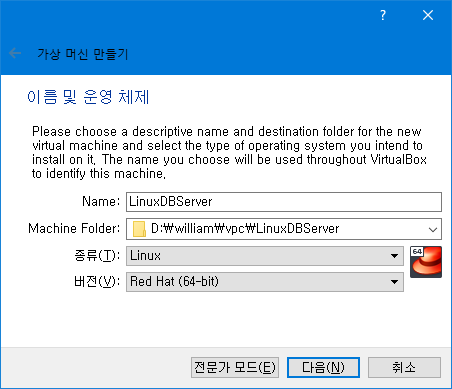 ?
가상 머신 만들기
이름 및 운영 체제
Please choose a descriptive name and destination folder for the new
virtual machine and select the type of operating system you intend to
install on it. The name you choose will be used throughout VirtualBox
to identify this machine.
Name: LinuxDBServer
Machine Folder: D:₩william₩vpc₩LinuxDBServer
종류(T): Linux
64
버전(V): Red Hat (64-bit)
전문가 모드(E) 다음(N) 취소